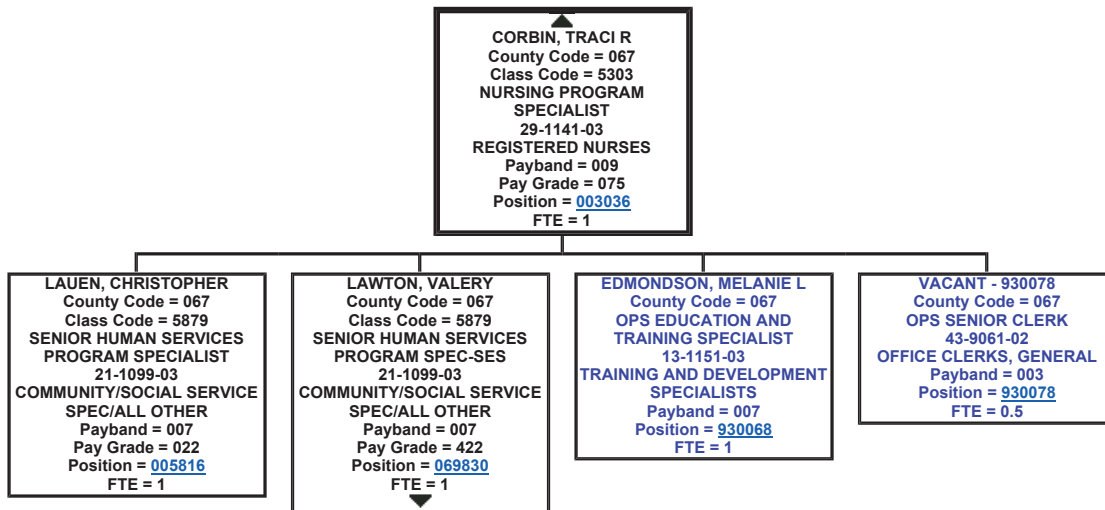 CORBIN, TRACI R
County Code = 067
Class Code = 5303
NURSING PROGRAM
SPECIALIST
29-1141-03
REGISTERED NURSES
Payband = 009
Pay Grade = 075
Position = 003036
FTE = 1
LAUEN, CHRISTOPHER
County Code = 067
Class Code = 5879
SENIOR HUMAN SERVICES
PROGRAM SPECIALIST
21-1099-03
COMMUNITY/SOCIAL SERVICE
SPEC/ALL OTHER
Payband = 007
Pay Grade = 022
Position = 005816
FTE = 1
LAWTON, VALERY
County Code = 067
Class Code = 5879
SENIOR HUMAN SERVICES
PROGRAM SPEC-SES
21-1099-03
COMMUNITY/SOCIAL SERVICE
SPEC/ALL OTHER
Payband = 007
Pay Grade = 422
Position = 069830
FTE = 1
EDMONDSON, MELANIE L
County Code = 067
OPS EDUCATION AND
TRAINING SPECIALIST
13-1151-03
TRAINING AND DEVELOPMENT
SPECIALISTS
Payband = 007
Position = 930068
FTE = 1
VACANT - 930078
County Code = 067
OPS SENIOR CLERK
43-9061-02
OFFICE CLERKS, GENERAL
Payband = 003
Position = 930078
FTE = 0.5